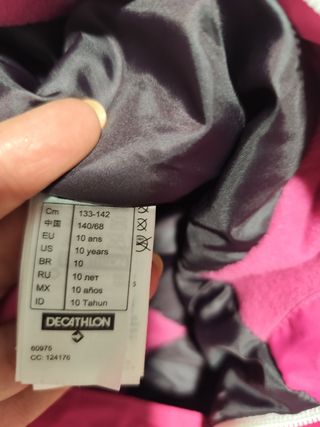 Cm 133-142
中国 140/68
EU 10 ans
US 10 years
BR 10
RU 10 лет
MX 10 años
ID 10 Tahun
DECATHLON
60975
CC: 124176